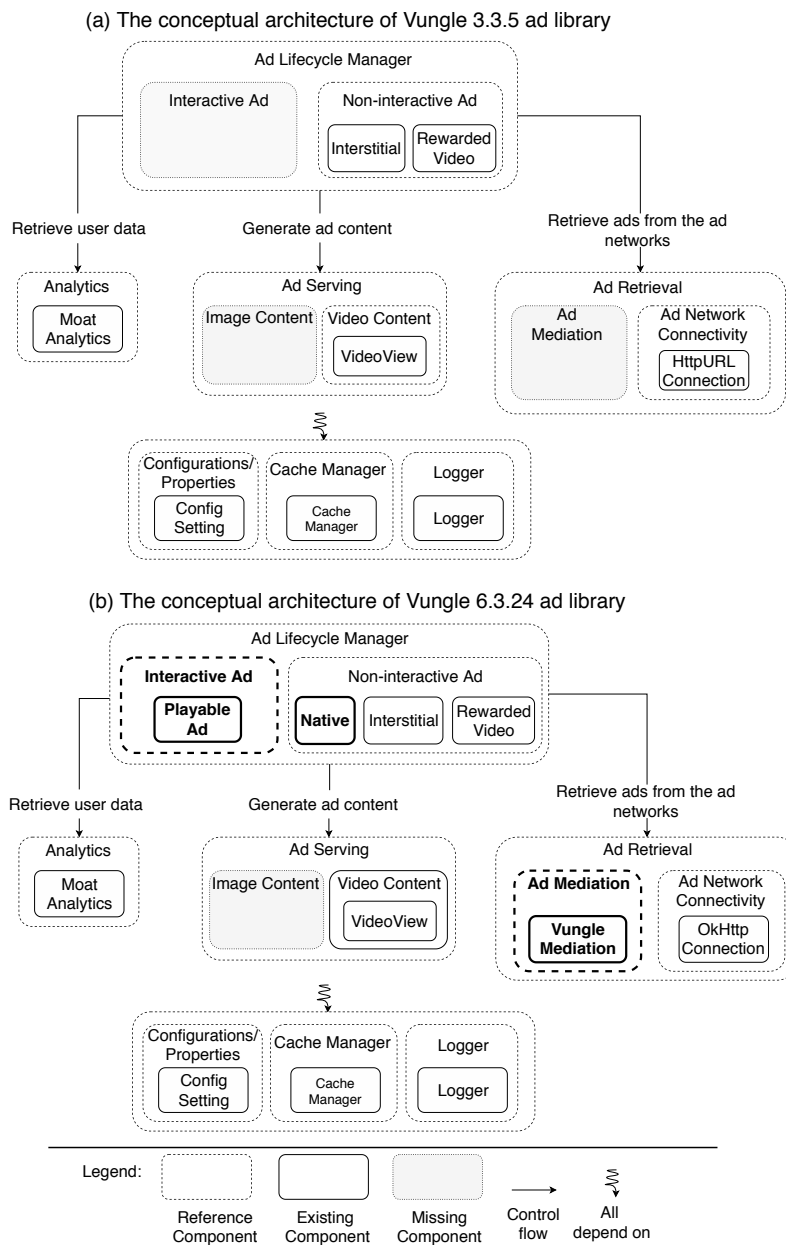 (a) The conceptual architecture of Vungle 3.3.5 ad library
Ad Lifecycle Manager
Interactive Ad
Non-interactive Ad
Interstitial
Rewarded
Video
Retrieve user data
Generate ad content
Retrieve ads from the ad
networks
Analytics
Moat
Analytics
Ad Serving
Image Content
Video Content
VideoView
Ad Retrieval
Ad
Mediation
Ad Network
Connectivity
HttpURL
Connection
Configurations/
Properties
Config
Setting
Cache Manager
Cache
Manager
Logger
Logger
(b) The conceptual architecture of Vungle 6.3.24 ad library
Ad Lifecycle Manager
Interactive Ad
Playable
Ad
Non-interactive Ad
Native
Interstitial
Rewarded
Video
Retrieve user data
Generate ad content
Retrieve ads from the ad
networks
Analytics
Moat
Analytics
Ad Serving
Image Content
Video Content
VideoView
Ad Retrieval
Ad Mediation
Vungle
Mediation
Ad Network
Connectivity
OkHttp
Connection
Configurations/
Properties
Config
Setting
Cache Manager
Cache
Manager
Logger
Logger
Legend:
Reference
Component
Existing
Component
Missing
Component
Control
flow
All
depend on